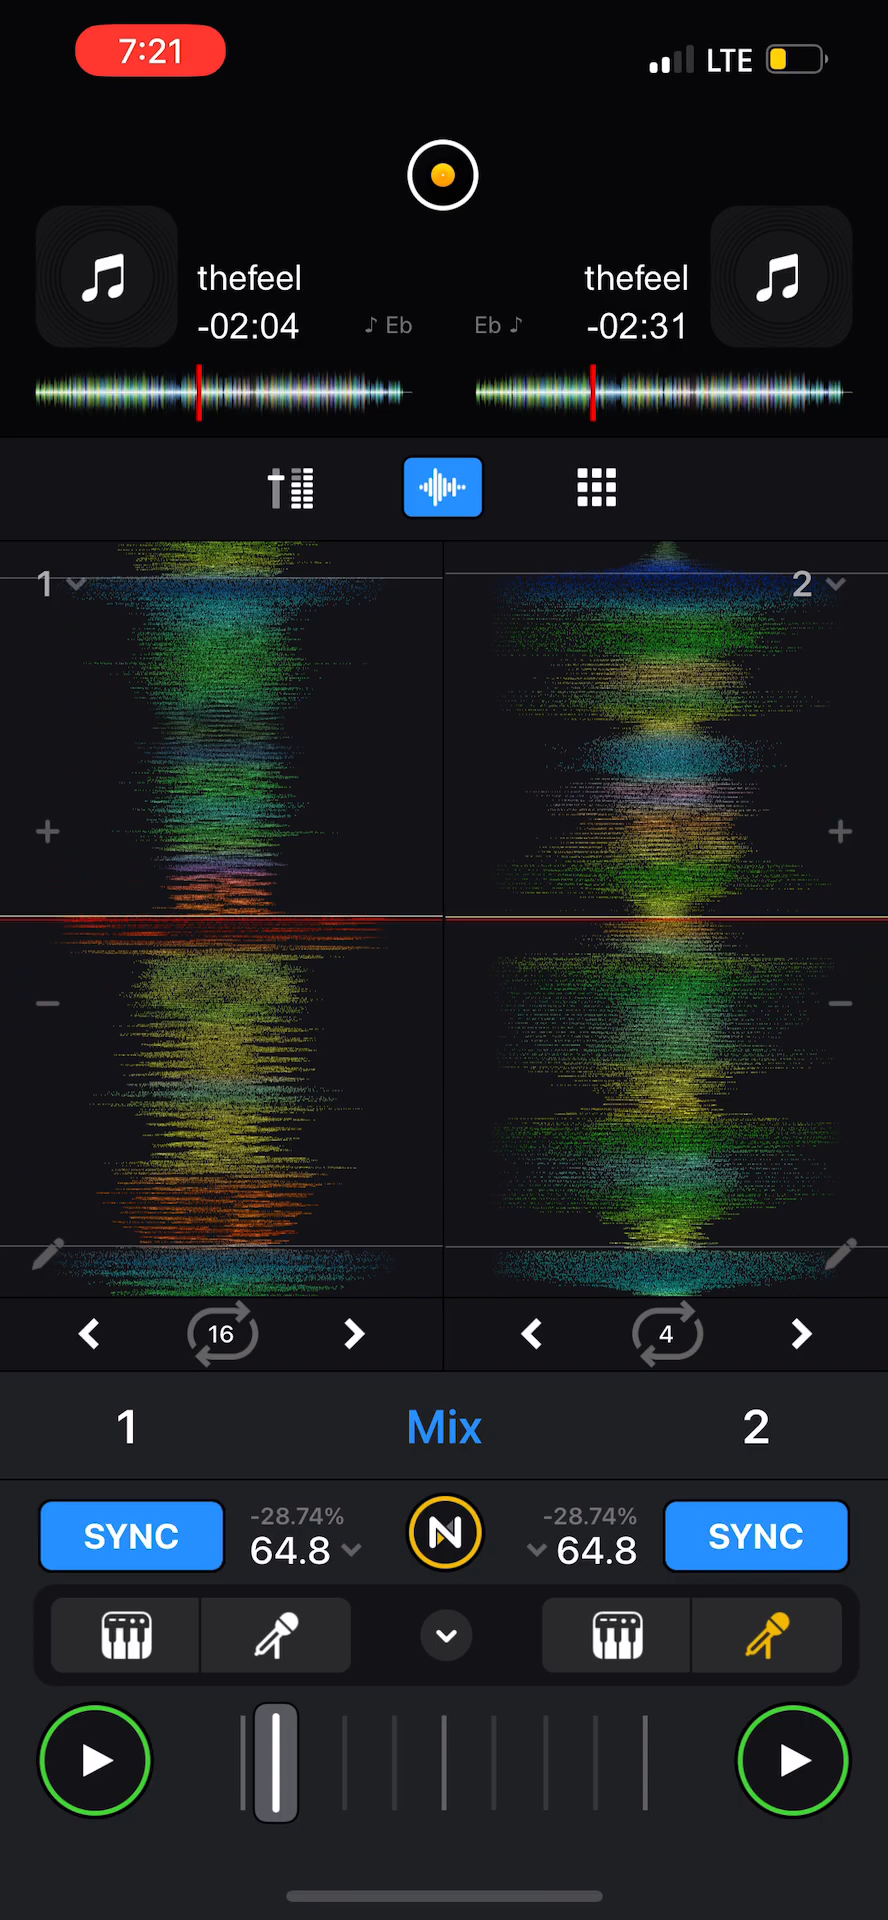 7:21
LTE
thefeel
-02:04
♪ Eb
thefeel
-02:31
Eb ♪
1
2
16
4
1
Mix
2
SYNC
-28.74%
64.8
N
-28.74%
64.8
SYNC